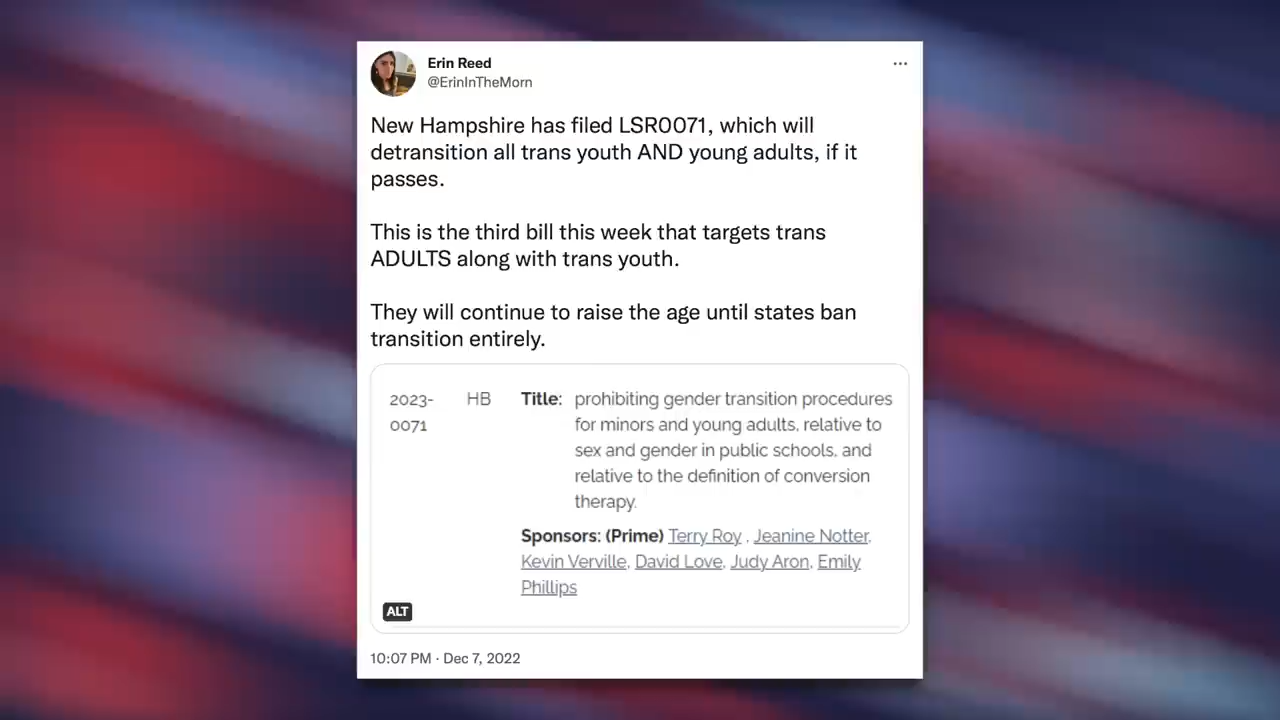 Erin Reed
@ErinInTheMorn
New Hampshire has filed LSR0071, which will
detransition all trans youth AND young adults, if it
passes.
This is the third bill this week that targets trans
ADULTS along with trans youth.
They will continue to raise the age until states ban
transition entirely.
2023-
0071
HB
Title: prohibiting gender transition procedures
for minors and young adults, relative to
sex and gender in public schools, and
relative to the definition of conversion
therapy.
Sponsors: (Prime) Terry Roy , Jeanine Notter,
Kevin Verville, David Love, Judy Aron, Emily
Phillips
ALT
10:07 PM · Dec 7, 2022